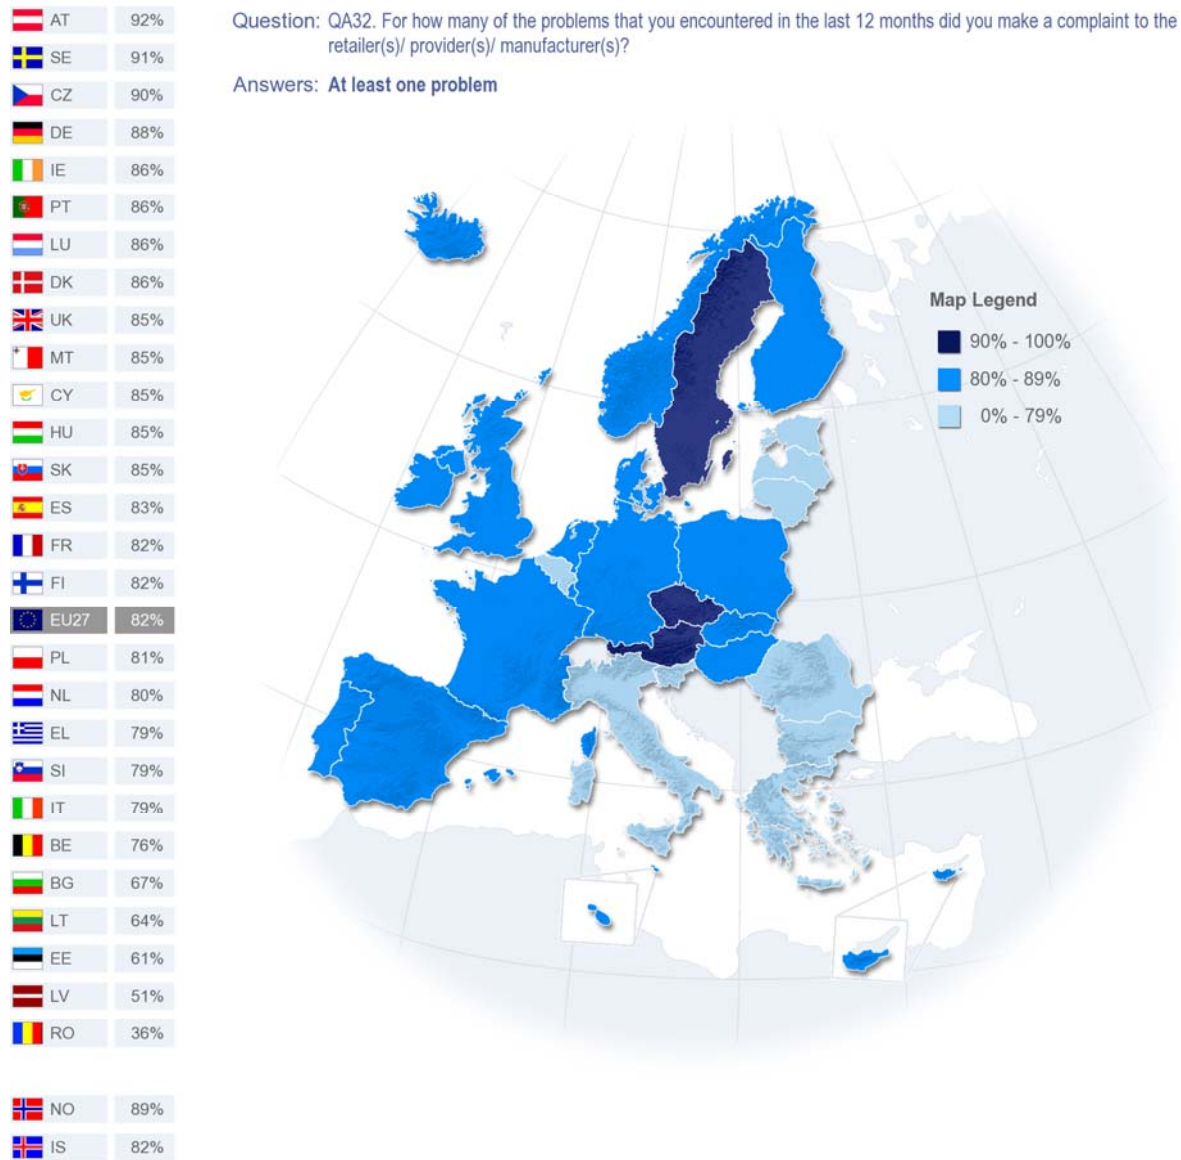 Question: QA32. For how many of the problems that you encountered in the last 12 months did you make a complaint to the
retailer(s)/ provider(s)/ manufacturer(s)?
Answers: At least one problem
AT 92%
SE 91%
CZ 90%
DE 88%
IE 86%
PT 86%
LU 86%
DK 86%
UK 85%
MT 85%
CY 85%
HU 85%
SK 85%
ES 83%
FR 82%
FI 82%
EU27 82%
PL 81%
NL 80%
EL 79%
SI 79%
IT 79%
BE 76%
BG 67%
LT 64%
EE 61%
LV 51%
RO 36%
NO 89%
IS 82%
Map Legend
90% - 100%
80% - 89%
0% - 79%